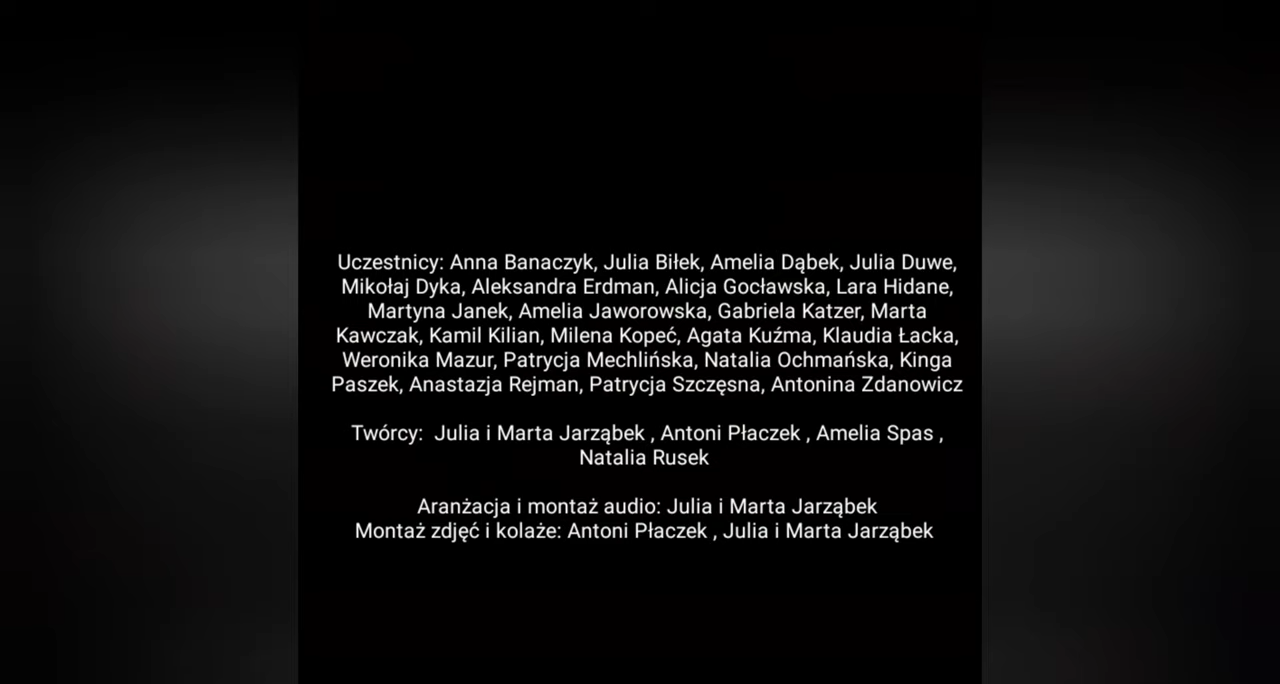 Uczestnicy: Anna Banaczyk, Julia Biłek, Amelia Dąbek, Julia Duwe,
Mikołaj Dyka, Aleksandra Erdman, Alicja Gocławska, Lara Hidane,
Martyna Janek, Amelia Jaworowska, Gabriela Katzer, Marta
Kawczak, Kamil Kilian, Milena Kopeć, Agata Kuźma, Klaudia Łacka,
Weronika Mazur, Patrycja Mechlińska, Natalia Ochmańska, Kinga
Paszek, Anastazja Rejman, Patrycja Szczęsna, Antonina Zdanowicz
Twórcy:  Julia i Marta Jarząbek , Antoni Płaczek , Amelia Spas ,
Natalia Rusek
Aranżacja i montaż audio: Julia i Marta Jarząbek
Montaż zdjęć i kolaże: Antoni Płaczek , Julia i Marta Jarząbek